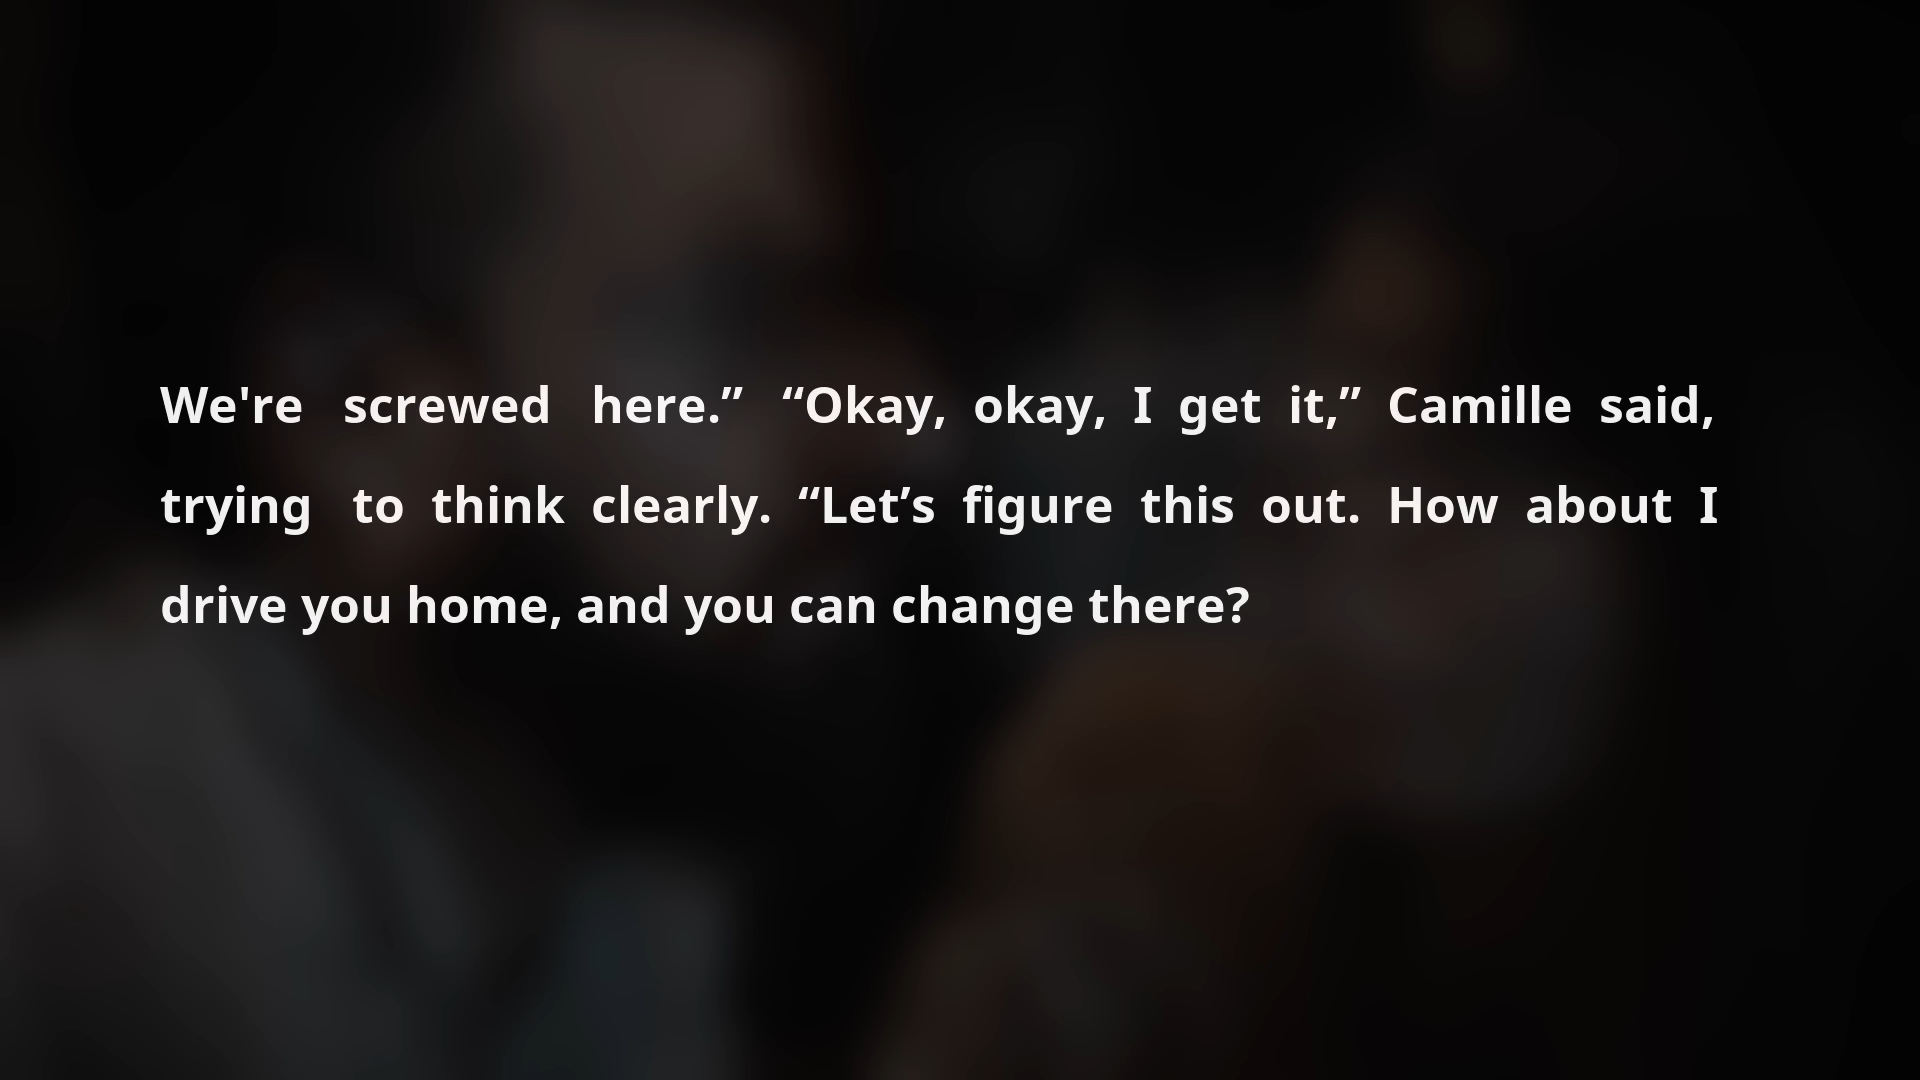 We're screwed here.” “Okay, okay, I get it,” Camille said,
trying to think clearly. “Let’s figure this out. How about I
drive you home, and you can change there?